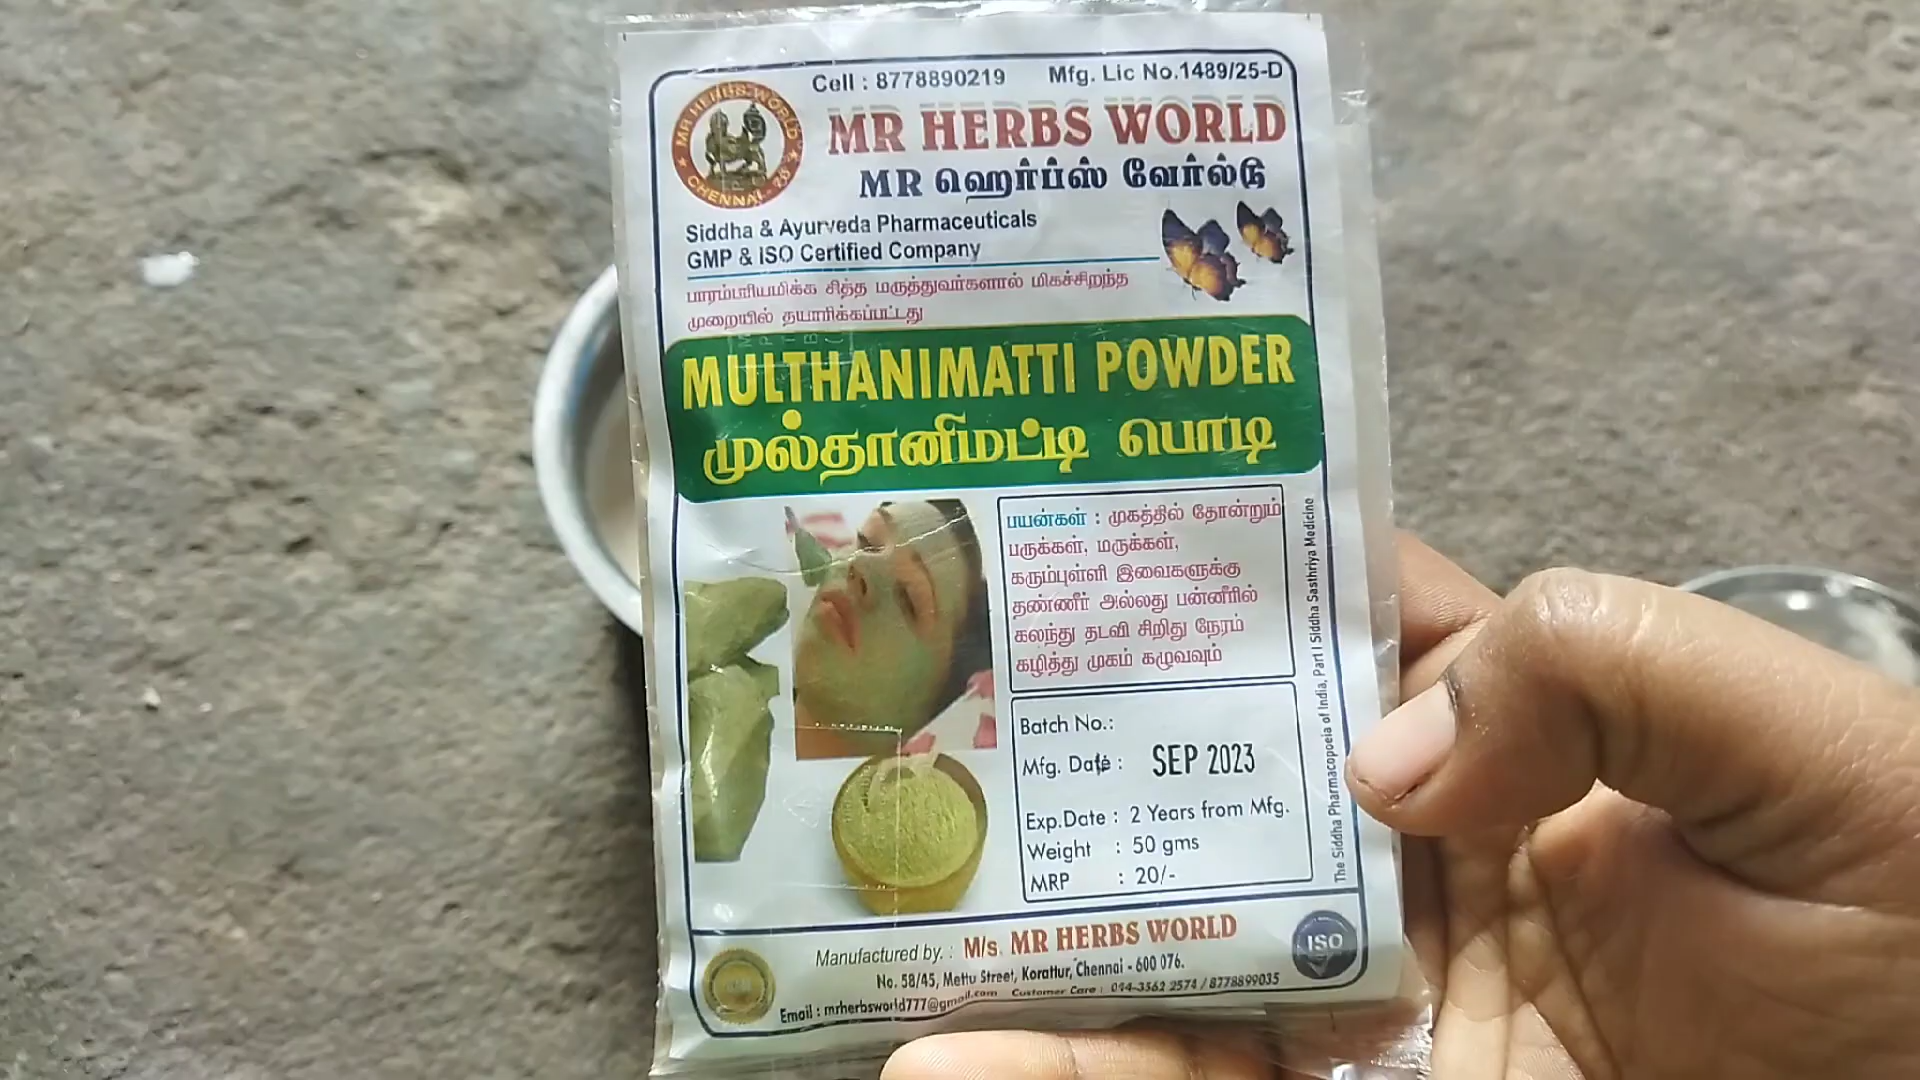 Cell : 8778890219 Mfg. Lic No.1489/25-D
MR HERBS WORLD
CHENNAI - 76
MR HERBS WORLD
MR ஹெர்ப்ஸ் வேர்ல்டு
Siddha & Ayurveda Pharmaceuticals
GMP & ISO Certified Company
பாரம்பரியமிக்க சித்த மருத்துவர்களால் மிகச்சிறந்த
முறையில் தயாரிக்கப்பட்டது
MULTHANIMATTI POWDER
முல்தானிமட்டி பொடி
பயன்கள் : முகத்தில் தோன்றும்
பருக்கள், மருக்கள்,
கரும்புள்ளி இவைகளுக்கு
தண்ணீர் அல்லது பன்னீரில்
கலந்து தடவி சிறிது நேரம்
கழித்து முகம் கழுவவும்
Batch No.:
Mfg. Date : SEP 2023
Exp.Date : 2 Years from Mfg.
Weight : 50 gms
MRP : 20/-
The Siddha Pharmacopoeia of India, Part I Siddha Sasthriya Medicine
Manufactured by. : M/s. MR HERBS WORLD
No. 58/45, Mettu Street, Korattur, Chennai - 600 076.
Email : mrherbsworld777@gmail.com Customer Care : 044-3562 2574 / 8778899035
ISO